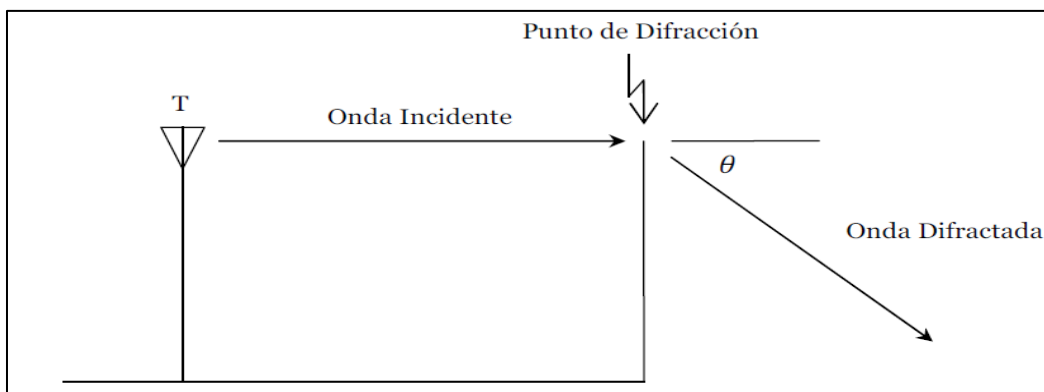 Punto de Difracción
T
Onda Incidente
θ
Onda Difractada